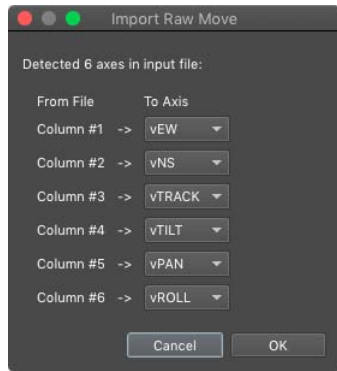 Import Raw Move
Detected 6 axes in input file:
From File To Axis
Column #1 -> vEW
Column #2 -> vNS
Column #3 -> vTRACK
Column #4 -> vTILT
Column #5 -> vPAN
Column #6 -> vROLL
Cancel OK